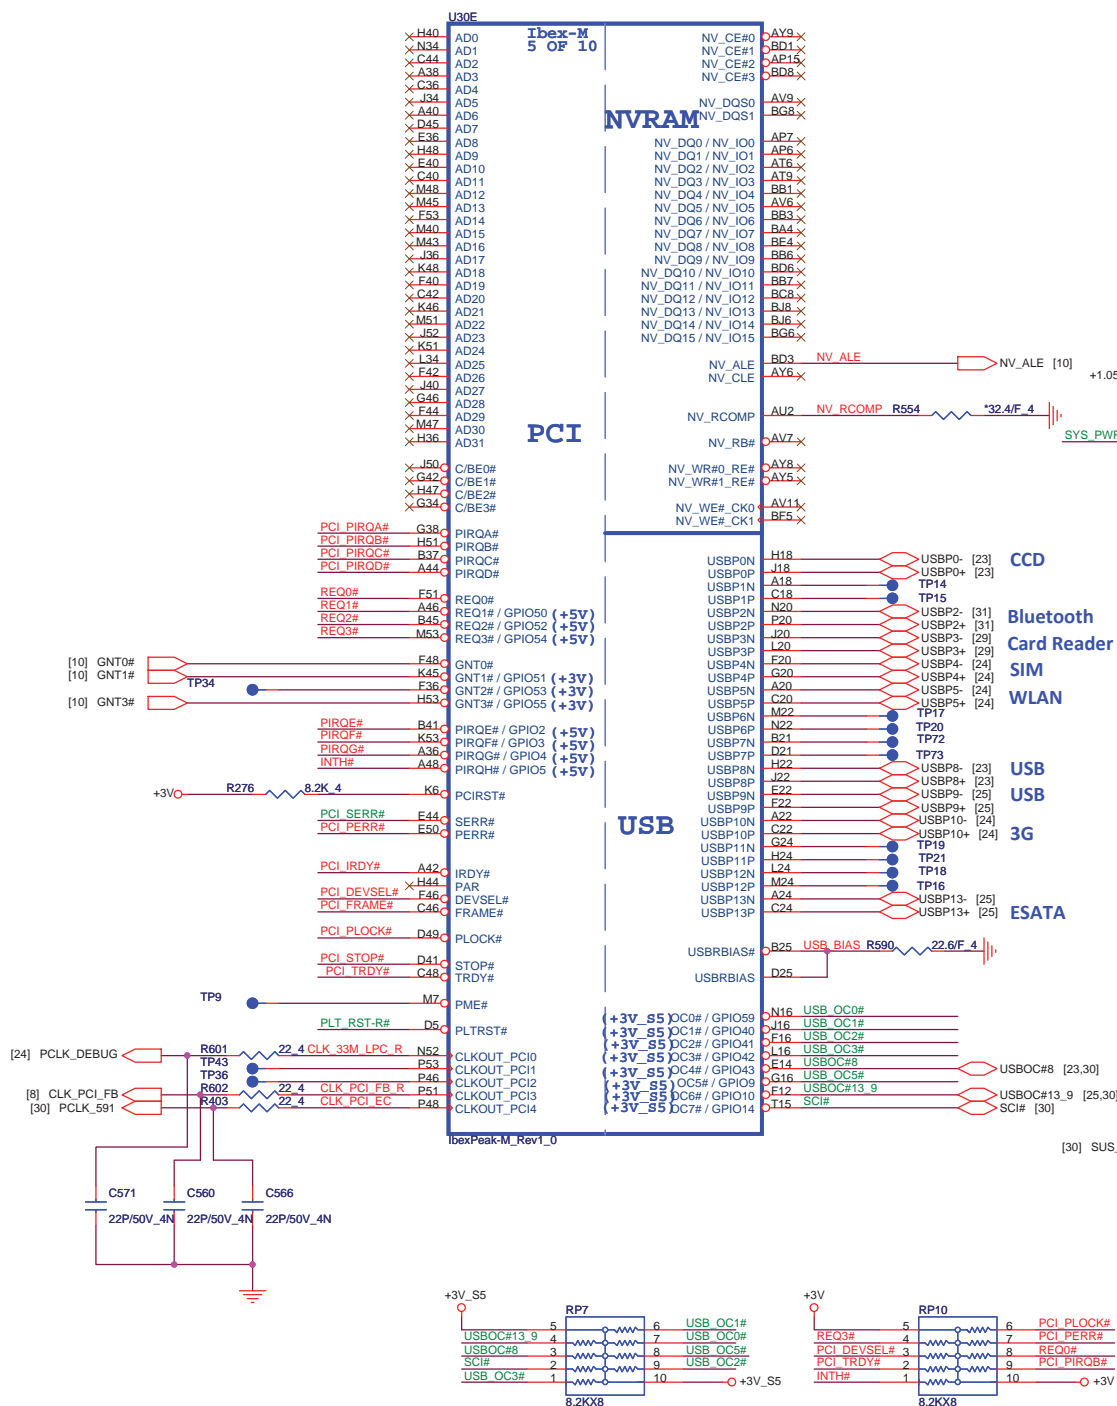 U30E
Ibex-M
5 OF 10
H40 AD0
N34 AD1
C44 AD2
A38 AD3
C36 AD4
J34 AD5
A40 AD6
D45 AD7
E36 AD8
H48 AD9
E40 AD10
C40 AD11
M48 AD12
M45 AD13
F53 AD14
M40 AD15
M43 AD16
J36 AD17
K48 AD18
F40 AD19
C42 AD20
K46 AD21
M51 AD22
J52 AD23
K51 AD24
L34 AD25
F42 AD26
J40 AD27
G46 AD28
F44 AD29
M47 AD30
H36 AD31
PCI
J50 C/BE0#
G42 C/BE1#
H47 C/BE2#
G34 C/BE3#
PCI_PIRQA# G38 PIRQA#
PCI_PIRQB# H51 PIRQB#
PCI_PIRQC# B37 PIRQC#
PCI_PIRQD# A44 PIRQD#
REQ0# F51 REQ0#
REQ1# A46 REQ1# / GPIO50 (+5V)
REQ2# B45 REQ2# / GPIO52 (+5V)
REQ3# M53 REQ3# / GPIO54 (+5V)
[10] GNT0# F48 GNT0#
[10] GNT1# K45 GNT1# / GPIO51 (+3V)
TP34 F36 GNT2# / GPIO53 (+3V)
[10] GNT3# H53 GNT3# / GPIO55 (+3V)
PIRQE# B41 PIRQE# / GPIO2 (+5V)
PIRQF# K53 PIRQF# / GPIO3 (+5V)
PIRQG# A36 PIRQG# / GPIO4 (+5V)
INTH# A48 PIRQH# / GPIO5 (+5V)
+3V R276 8.2K_4 K6 PCIRST#
PCI_SERR# E44 SERR#
PCI_PERR# E50 PERR#
PCI_IRDY# A42 IRDY#
H44 PAR
PCI_DEVSEL# F46 DEVSEL#
PCI_FRAME# C46 FRAME#
PCI_PLOCK# D49 PLOCK#
PCI_STOP# D41 STOP#
PCI_TRDY# C48 TRDY#
TP9 M7 PME#
PLT_RST-R# D5 PLTRST#
[24] PCLK_DEBUG R601 22_4 CLK_33M_LPC_R N52 CLKOUT_PCI0
TP43 P53 CLKOUT_PCI1
TP36 P46 CLKOUT_PCI2
[8] CLK_PCI_FB R602 22_4 CLK_PCI_FB_R P51 CLKOUT_PCI3
[30] PCLK_591 R403 22_4 CLK_PCI_EC P48 CLKOUT_PCI4
IbexPeak-M_Rev1_0
NVRAM
NV_CE#0 AY9
NV_CE#1 BD1
NV_CE#2 AP15
NV_CE#3 BD8
NV_DQS0 AV9
NV_DQS1 BG8
NV_DQ0 / NV_IO0 AP7
NV_DQ1 / NV_IO1 AP6
NV_DQ2 / NV_IO2 AT6
NV_DQ3 / NV_IO3 AT9
NV_DQ4 / NV_IO4 BB1
NV_DQ5 / NV_IO5 AV6
NV_DQ6 / NV_IO6 BB3
NV_DQ7 / NV_IO7 BA4
NV_DQ8 / NV_IO8 BE4
NV_DQ9 / NV_IO9 BB6
NV_DQ10 / NV_IO10 BD6
NV_DQ11 / NV_IO11 BB7
NV_DQ12 / NV_IO12 BC8
NV_DQ13 / NV_IO13 BJ8
NV_DQ14 / NV_IO14 BJ6
NV_DQ15 / NV_IO15 BG6
NV_ALE BD3 NV_ALE NV_ALE [10]
NV_CLE AY6
+1.05
NV_RCOMP AU2 NV_RCOMP R554 *32.4/F_4
SYS_PWR
NV_RB# AV7
NV_WR#0_RE# AY8
NV_WR#1_RE# AY5
NV_WE#_CK0 AV11
NV_WE#_CK1 BF5
USB
USBP0N H18 USBP0- [23] CCD
USBP0P J18 USBP0+ [23]
USBP1N A18 TP14
USBP1P C18 TP15
USBP2N N20 USBP2- [31] Bluetooth
USBP2P P20 USBP2+ [31]
USBP3N J20 USBP3- [29] Card Reader
USBP3P L20 USBP3+ [29]
USBP4N F20 USBP4- [24] SIM
USBP4P G20 USBP4+ [24]
USBP5N A20 USBP5- [24] WLAN
USBP5P C20 USBP5+ [24]
USBP6N M22 TP17
USBP6P N22 TP20
USBP7N B21 TP72
USBP7P D21 TP73
USBP8N H22 USBP8- [23] USB
USBP8P J22 USBP8+ [23]
USBP9N E22 USBP9- [25] USB
USBP9P F22 USBP9+ [25]
USBP10N A22 USBP10- [24]
USBP10P C22 USBP10+ [24] 3G
USBP11N G24 TP19
USBP11P H24 TP21
USBP12N L24 TP18
USBP12P M24 TP16
USBP13N A24 USBP13- [25]
USBP13P C24 USBP13+ [25] ESATA
USBRBIAS# B25 USB_BIAS R590 22.6/F_4
USBRBIAS D25
(+3V_S5) OC0# / GPIO59 N16 USB_OC0#
(+3V_S5) OC1# / GPIO40 J16 USB_OC1#
(+3V_S5) OC2# / GPIO41 F16 USB_OC2#
(+3V_S5) OC3# / GPIO42 L16 USB_OC3#
(+3V_S5) OC4# / GPIO43 E14 USBOC#8 USBOC#8 [23,30]
(+3V_S5) OC5# / GPIO9 G16 USB_OC5#
(+3V_S5) OC6# / GPIO10 F12 USBOC#13_9 USBOC#13_9 [25,30]
(+3V_S5) OC7# / GPIO14 T15 SCI# SCI# [30]
[30] SUS_
C571 C560 C566
22P/50V_4N 22P/50V_4N 22P/50V_4N
+3V_S5
RP7
5 6 USB_OC1#
USBOC#13_9 4 7 USB_OC0#
USBOC#8 3 8 USB_OC5#
SCI# 2 9 USB_OC2#
USB_OC3# 1 10 +3V_S5
8.2KX8
+3V
RP10
5 6 PCI_PLOCK#
REQ3# 4 7 PCI_PERR#
PCI_DEVSEL# 3 8 REQ0#
PCI_TRDY# 2 9 PCI_PIRQB#
INTH# 1 10 +3V
8.2KX8